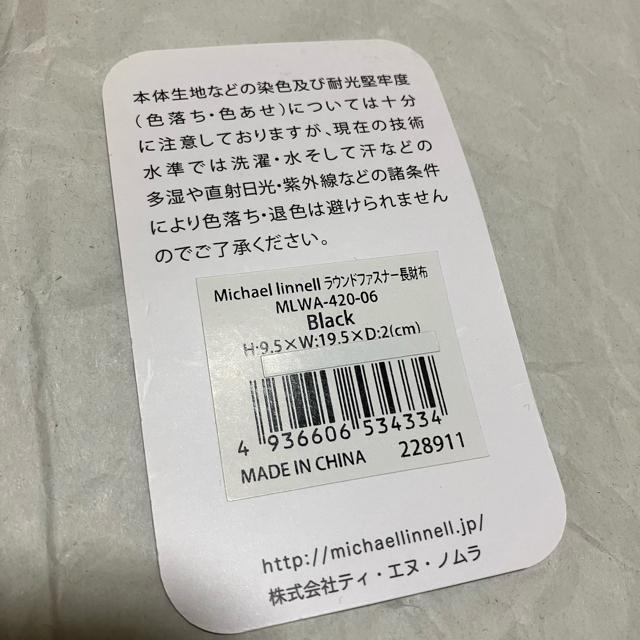 本体生地などの染色及び耐光堅牢度
(色落ち・色あせ)については十分
に注意しておりますが、現在の技術
水準では洗濯・水そして汗などの
多湿や直射日光・紫外線などの諸条件
により色落ち・退色は避けられません
のでご了承ください。
Michael linnell ラウンドファスナー長財布
MLWA-420-06
Black
H:9.5×W:19.5×D:2(cm)
4 936606 534334
MADE IN CHINA 228911
http://michaellinnell.jp/
株式会社ティ・エヌ・ノムラ